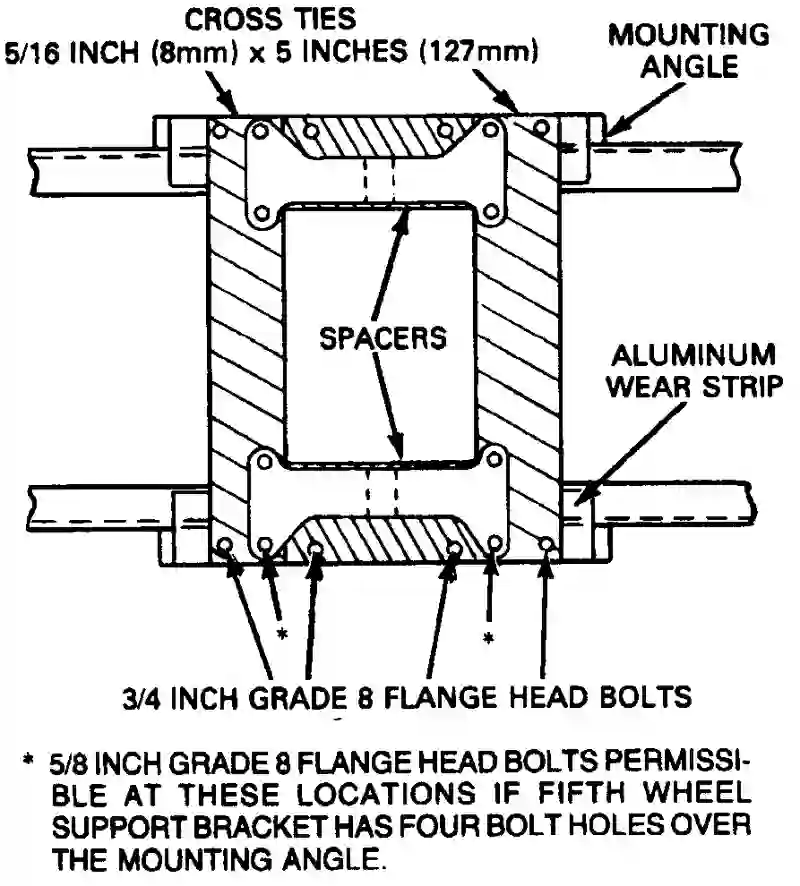 CROSS TIES
5/16 INCH (8mm) x 5 INCHES (127mm)
MOUNTING
ANGLE
SPACERS
ALUMINUM
WEAR STRIP
*
*
3/4 INCH GRADE 8 FLANGE HEAD BOLTS
* 5/8 INCH GRADE 8 FLANGE HEAD BOLTS PERMISSI-
BLE AT THESE LOCATIONS IF FIFTH WHEEL
SUPPORT BRACKET HAS FOUR BOLT HOLES OVER
THE MOUNTING ANGLE.